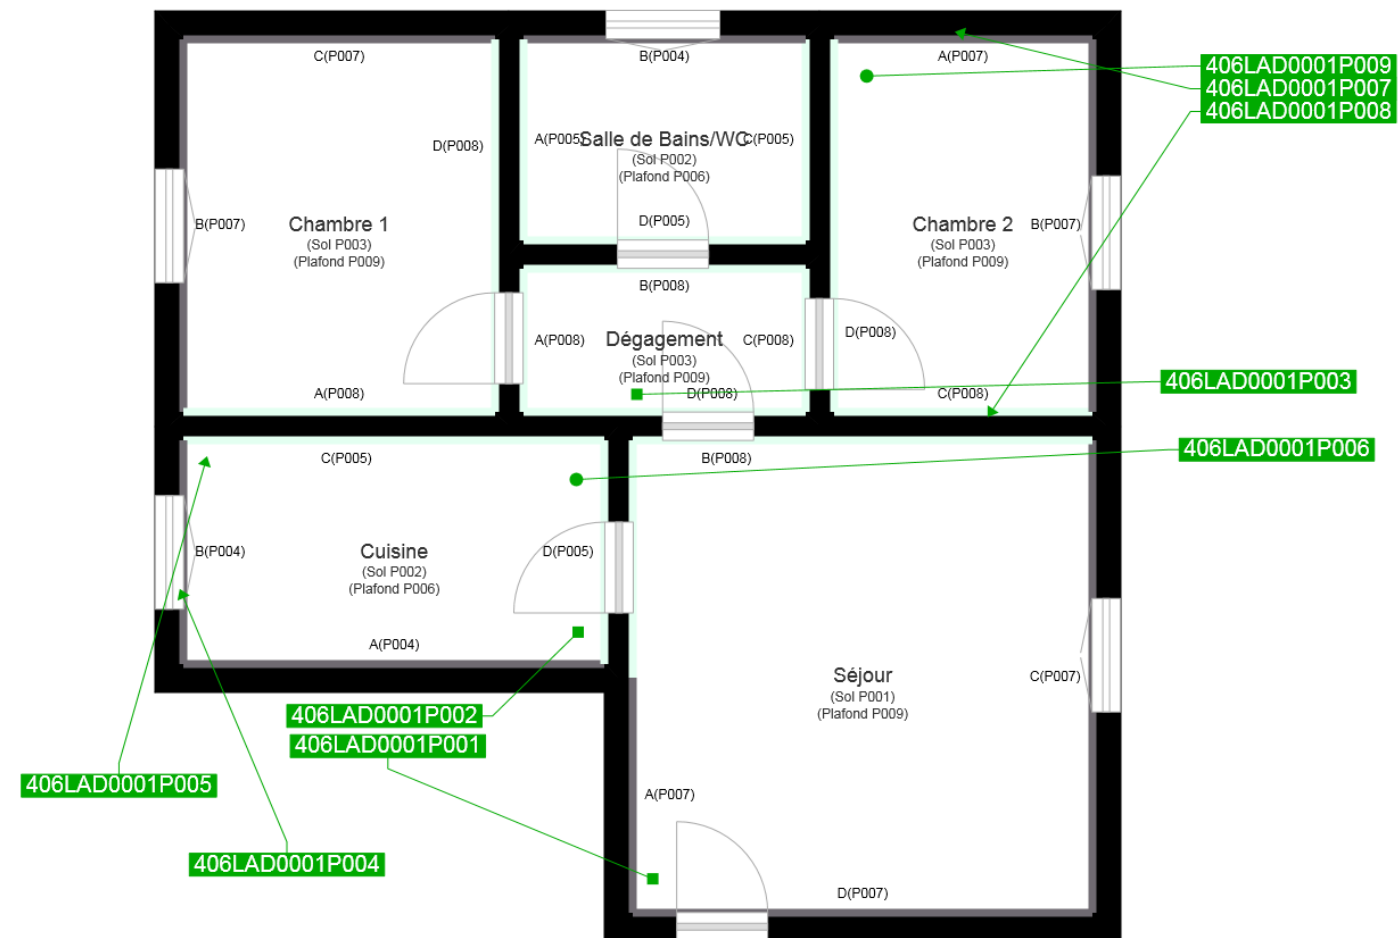 C(P007)
B(P004)
A(P007)
406LAD0001P009
406LAD0001P007
406LAD0001P008
D(P008)
A(P005)
Salle de Bains/WC
C(P005)
(Sol P002)
(Plafond P006)
D(P005)
B(P007)
Chambre 1
(Sol P003)
(Plafond P009)
Chambre 2
(Sol P003)
(Plafond P009)
B(P007)
B(P008)
A(P008)
Dégagement
(Sol P003)
(Plafond P009)
C(P008)
D(P008)
D(P008)
A(P008)
C(P008)
406LAD0001P003
C(P005)
B(P008)
406LAD0001P006
B(P004)
Cuisine
(Sol P002)
(Plafond P006)
D(P005)
A(P004)
Séjour
(Sol P001)
(Plafond P009)
C(P007)
406LAD0001P002
406LAD0001P001
406LAD0001P005
A(P007)
406LAD0001P004
D(P007)